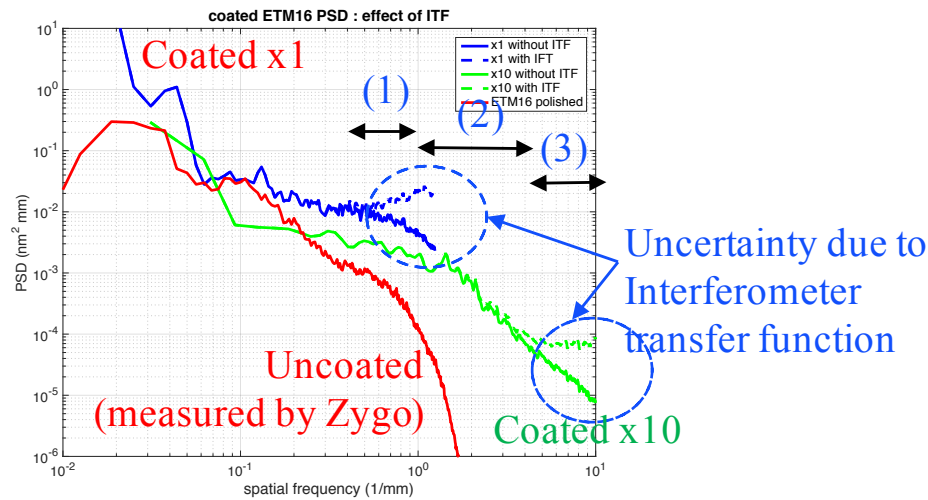 coated ETM16 PSD : effect of ITF
Coated x1
x1 without ITF
x1 with IFT
x10 without ITF
x10 with ITF
ETM16 polished
(1)
(2)
(3)
Uncertainty due to
Interferometer
transfer function
Uncoated
(measured by Zygo)
Coated x10
PSD (nm² mm)
10⁰
10⁻¹
10⁻²
10⁻³
10⁻⁴
10⁻⁵
10⁻⁶
10⁻²
10⁻¹
10⁰
10¹
spatial frequency (1/mm)